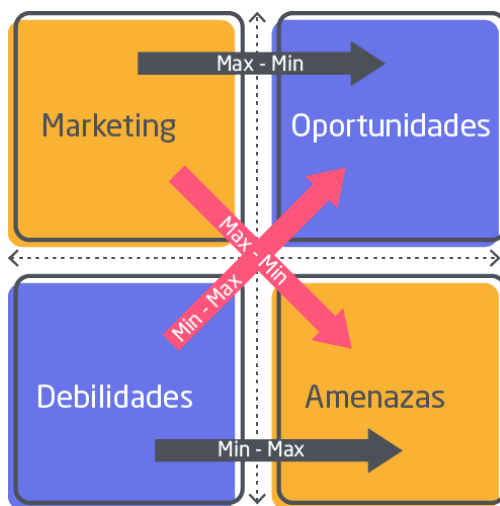 Max - Min
Marketing
Oportunidades
Max - Min
Min - Max
Debilidades
Amenazas
Min - Max